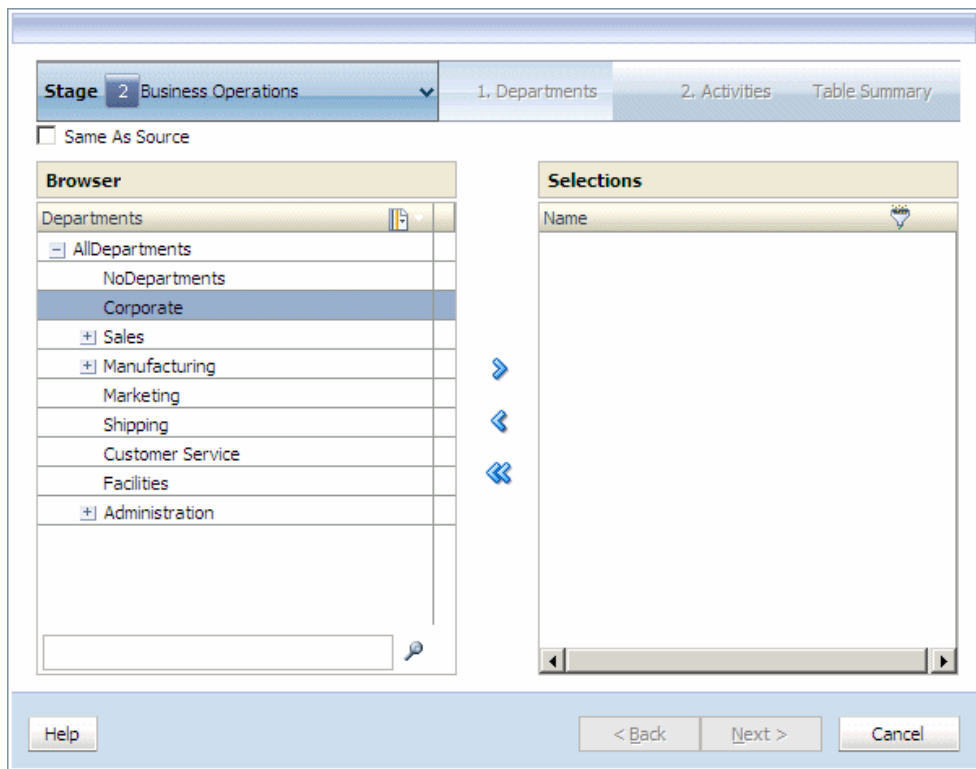 Stage 2 Business Operations 1. Departments 2. Activities Table Summary
Same As Source
Browser
Selections
Departments
Name
AllDepartments
NoDepartments
Corporate
Sales
Manufacturing
Marketing
Shipping
Customer Service
Facilities
Administration
Help < Back Next > Cancel